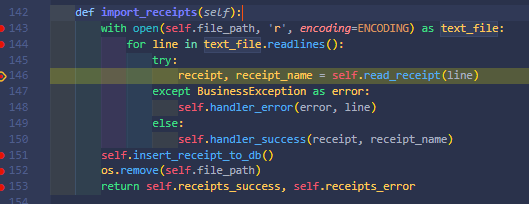 142 def import_receipts(self):
143 with open(self.file_path, 'r', encoding=ENCODING) as text_file:
144 for line in text_file.readlines():
145 try:
146 receipt, receipt_name = self.read_receipt(line)
147 except BusinessException as error:
148 self.handler_error(error, line)
149 else:
150 self.handler_success(receipt, receipt_name)
151 self.insert_receipt_to_db()
152 os.remove(self.file_path)
153 return self.receipts_success, self.receipts_error
154